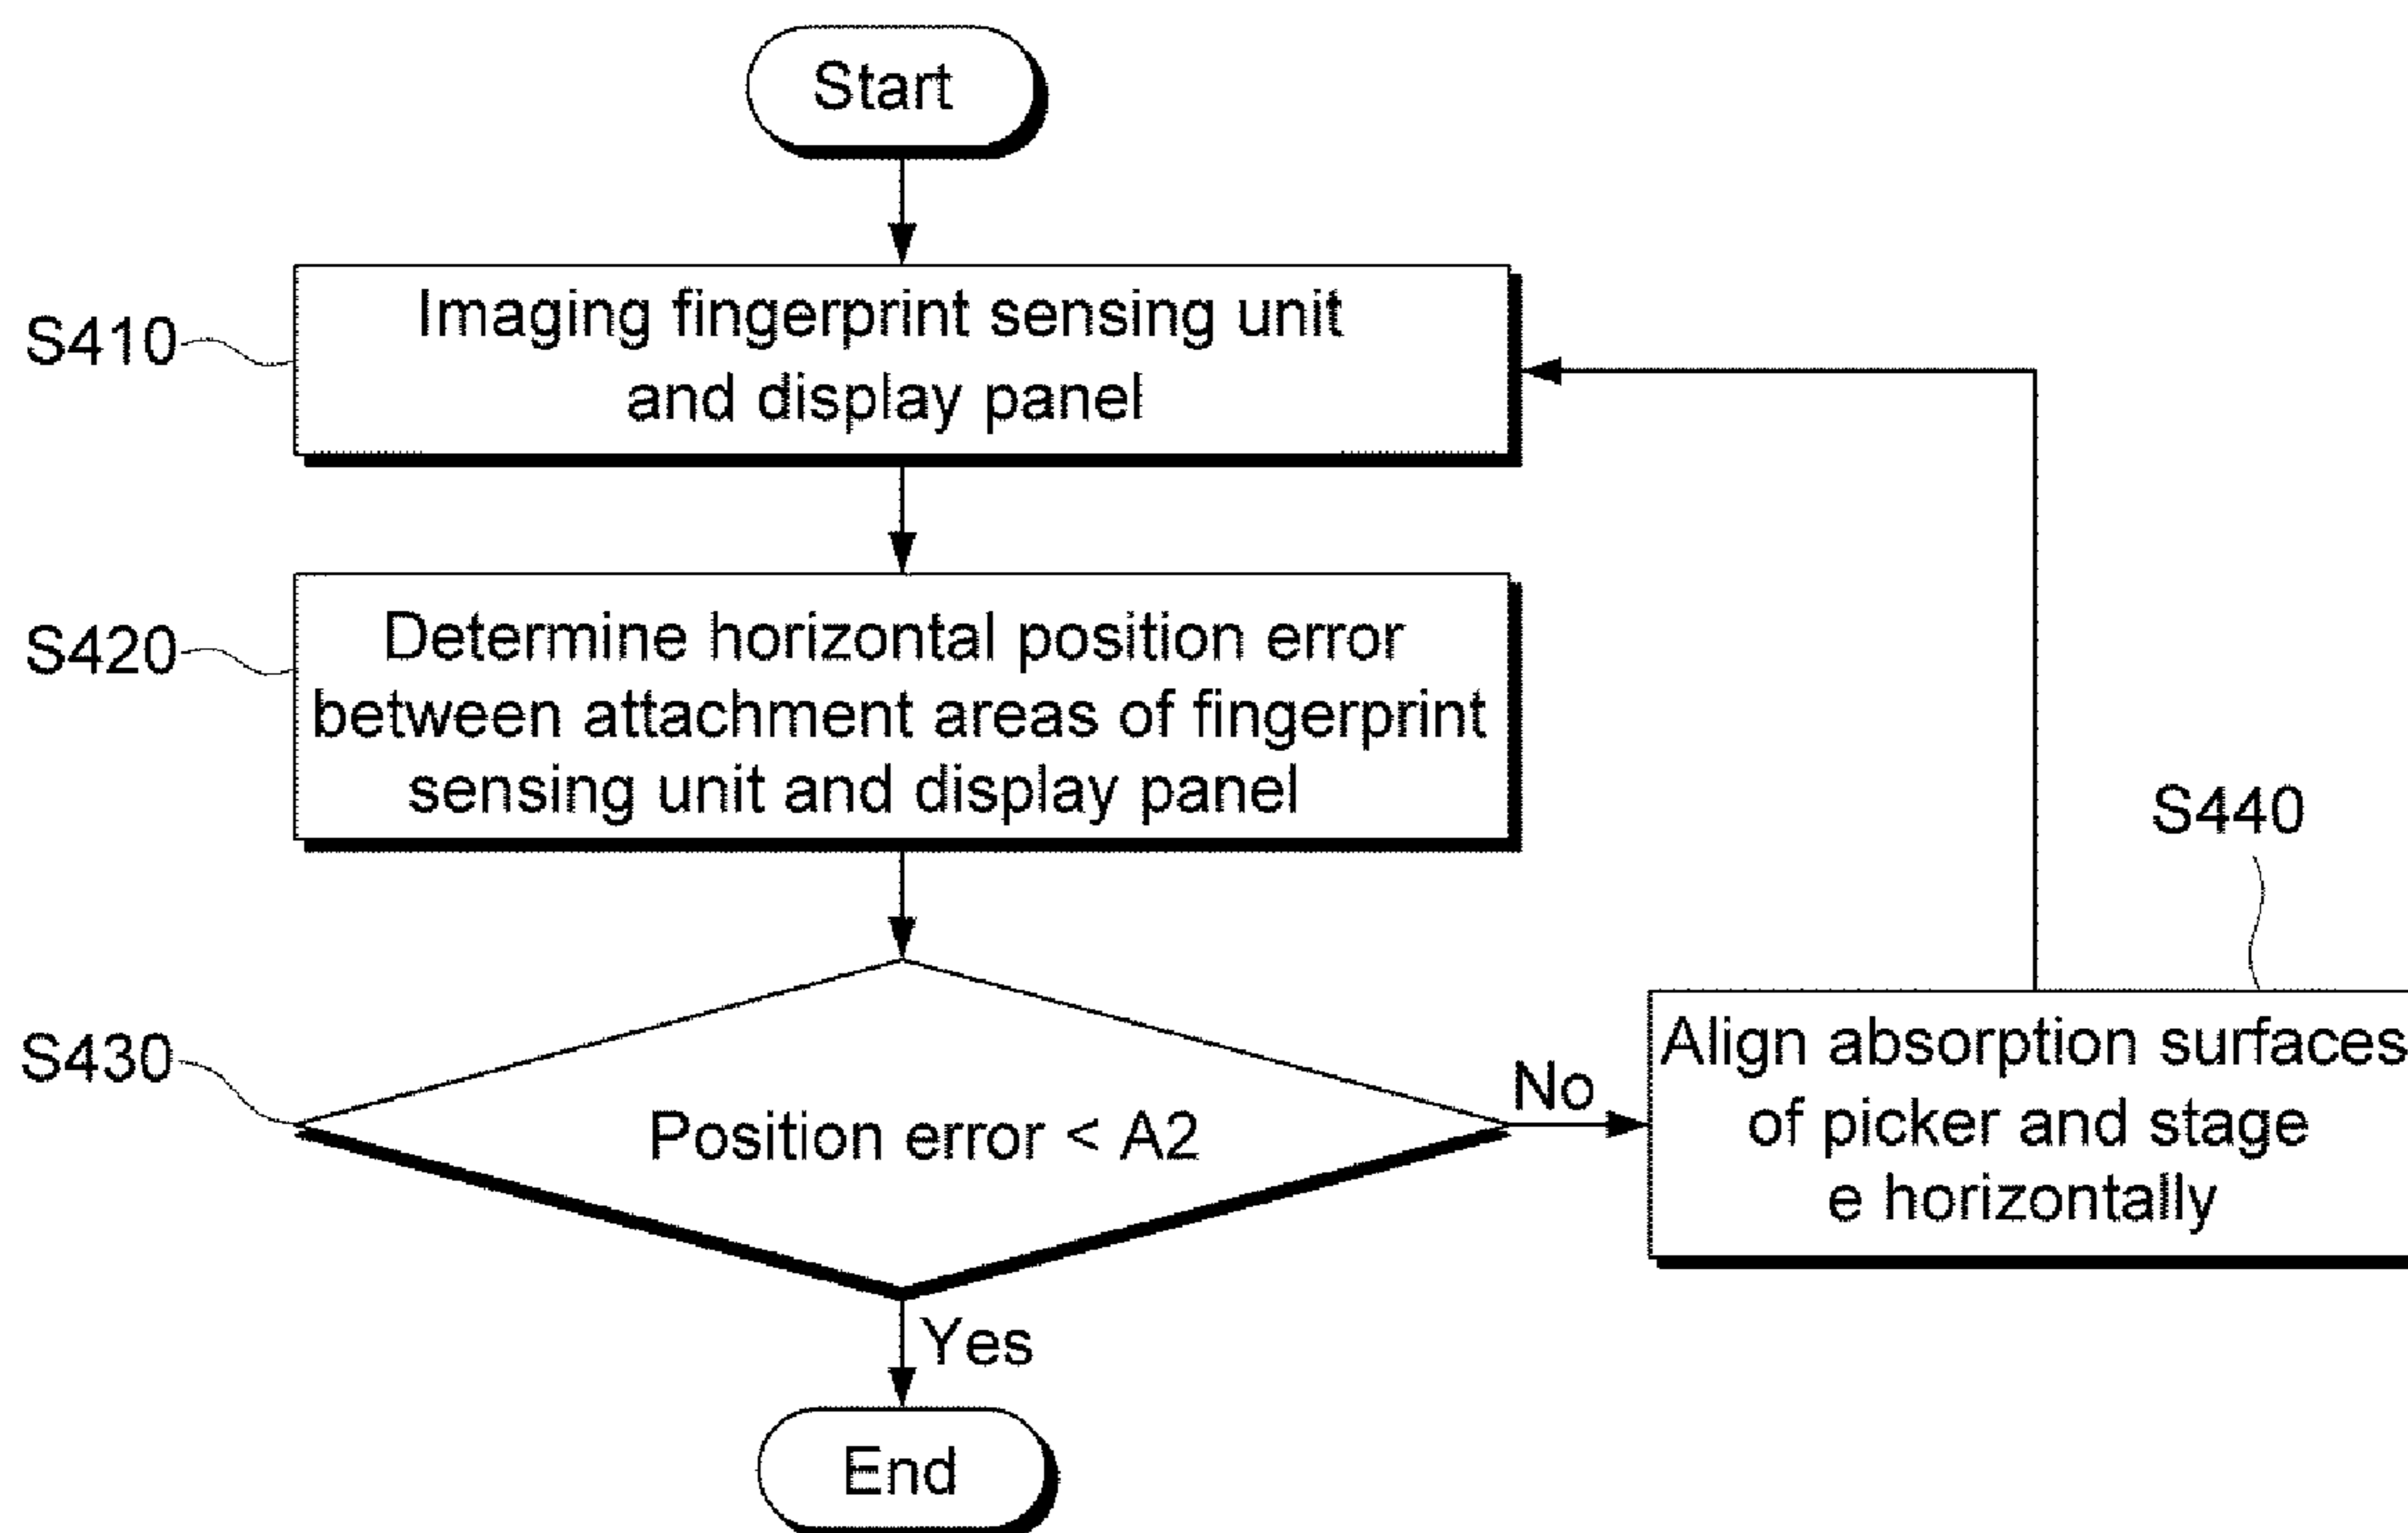 Start
S410
Imaging fingerprint sensing unit
and display panel
S420
Determine horizontal position error
between attachment areas of fingerprint
sensing unit and display panel
S430
Position error < A2
No
S440
Align absorption surfaces
of picker and stage
e horizontally
Yes
End